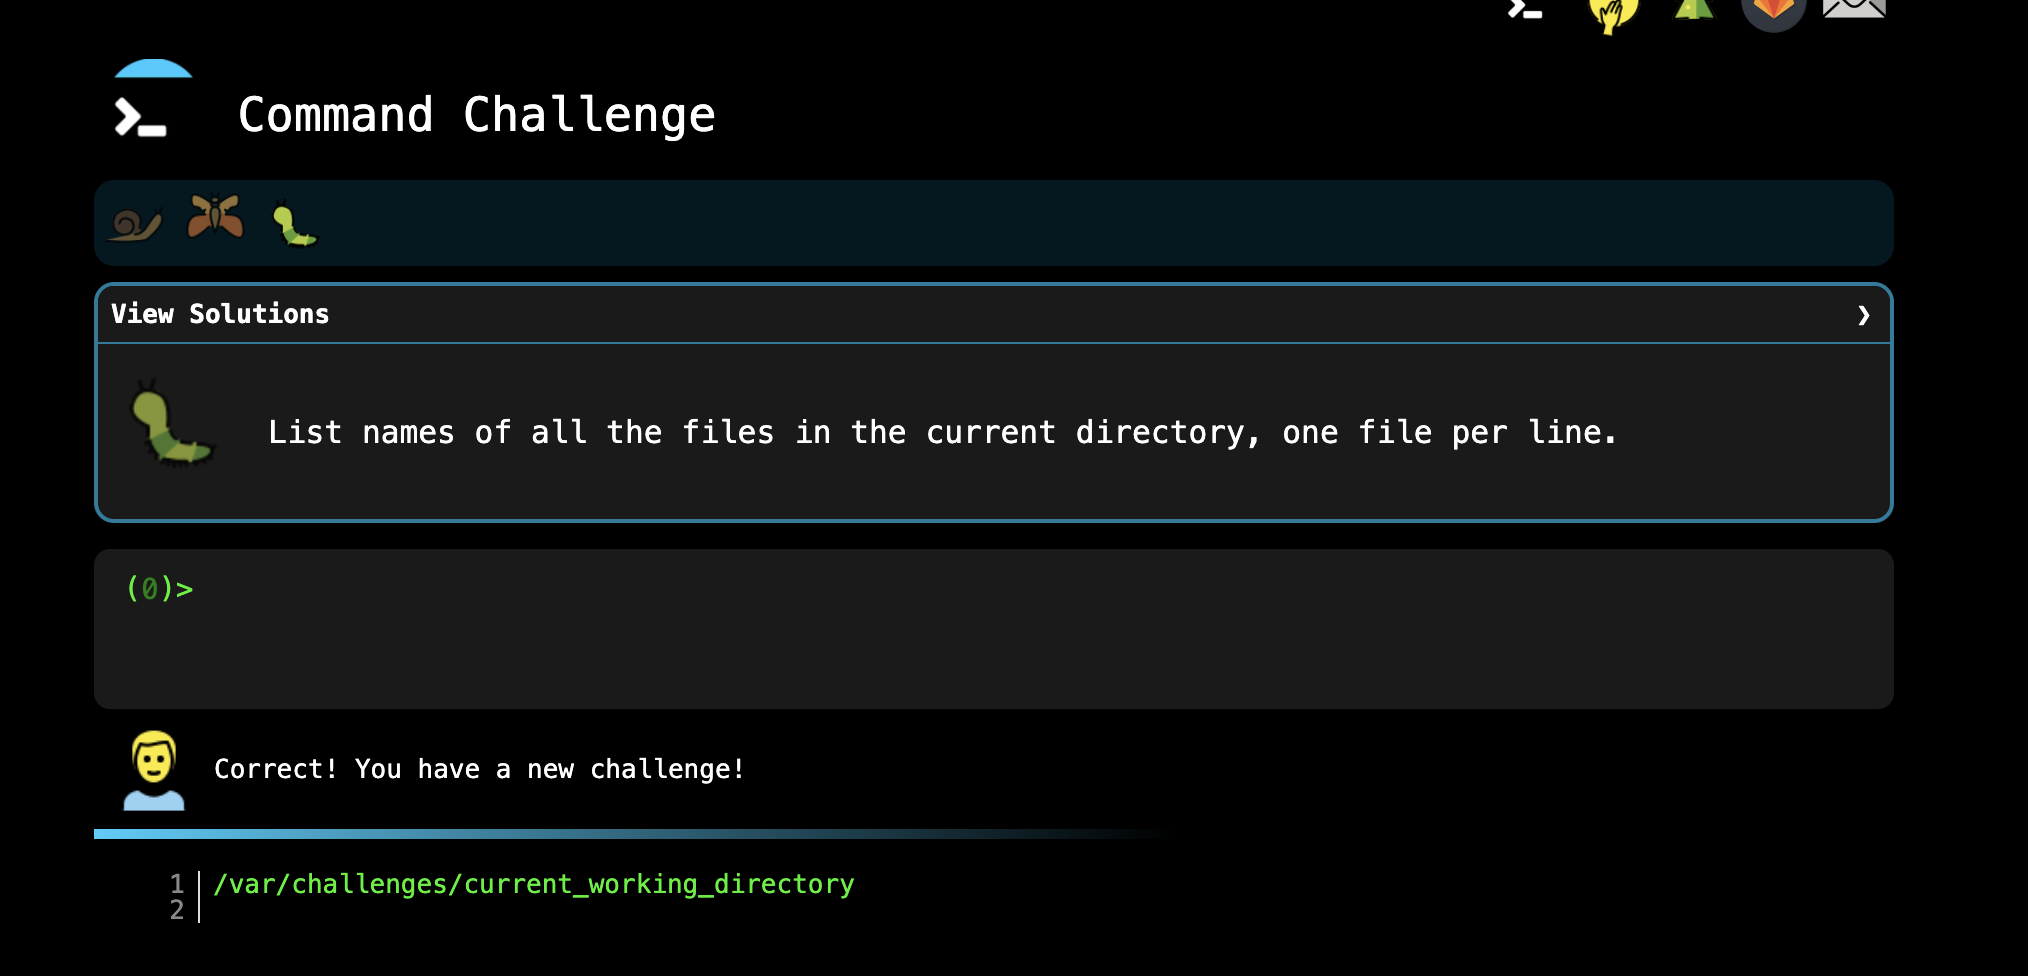 Command Challenge
View Solutions ❯
List names of all the files in the current directory, one file per line.
(0)>
Correct! You have a new challenge!
1 /var/challenges/current_working_directory
2